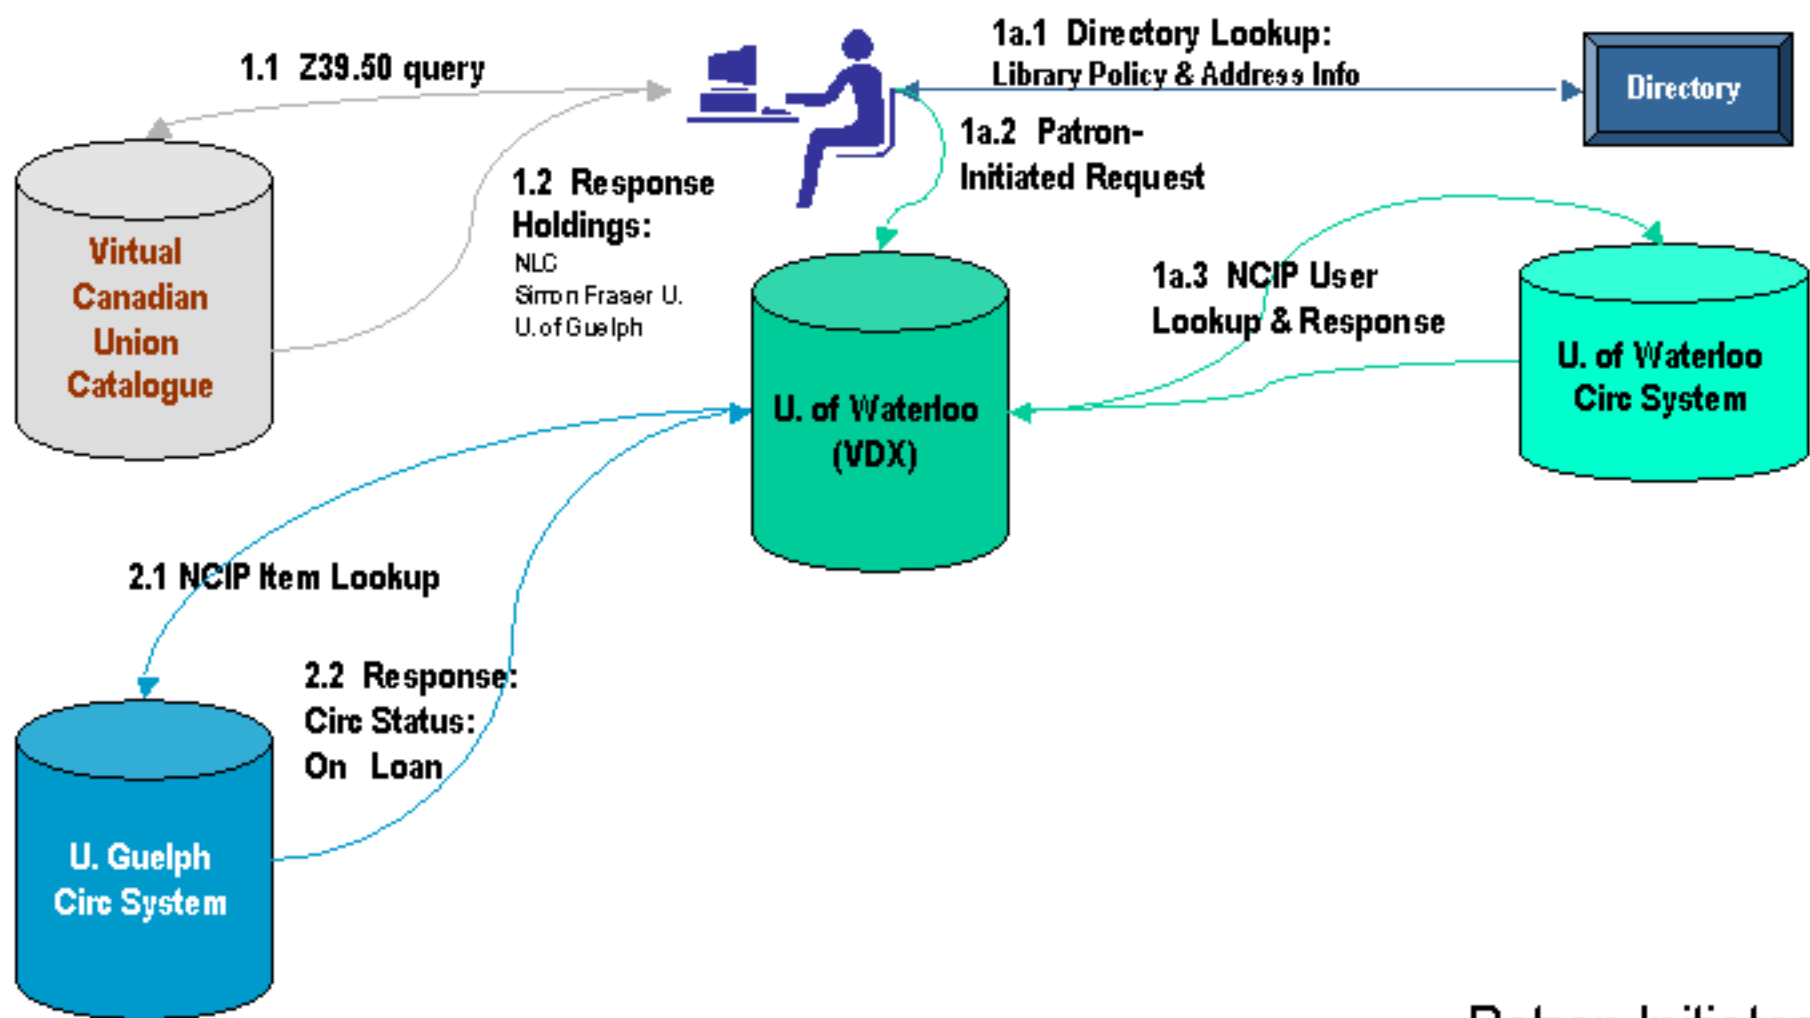 1.1 Z39.50 query
1a.1 Directory Lookup:
Library Policy & Address Info
Directory
1a.2 Patron-
Initiated Request
1.2 Response
Holdings:
NLC
Simon Fraser U.
U. of Guelph
Virtual
Canadian
Union
Catalogue
1a.3 NCIP User
Lookup & Response
U. of Waterloo
Circ System
U. of Waterloo
(VDX)
2.1 NCIP Item Lookup
2.2 Response:
Circ Status:
On Loan
U. Guelph
Circ System